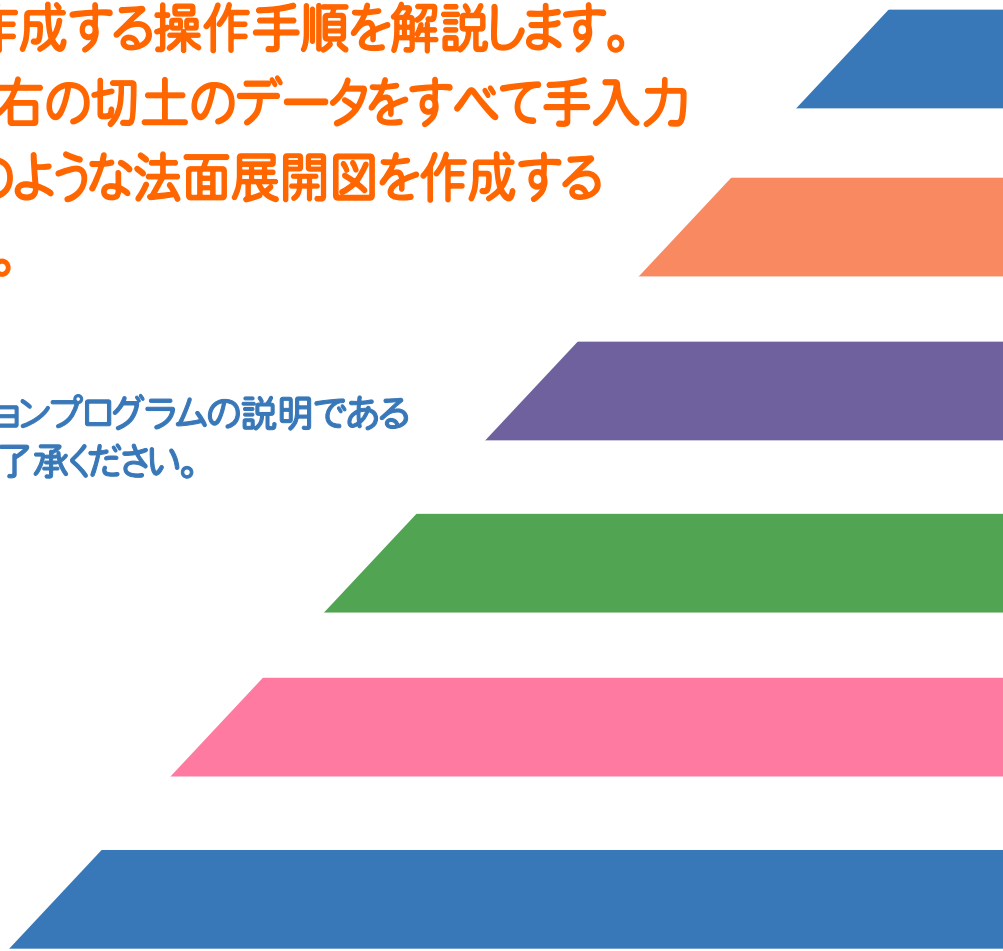 作成する操作手順を解説します。
右の切土のデータをすべて手入力
のような法面展開図を作成する
。
ョンプログラムの説明である
了承ください。